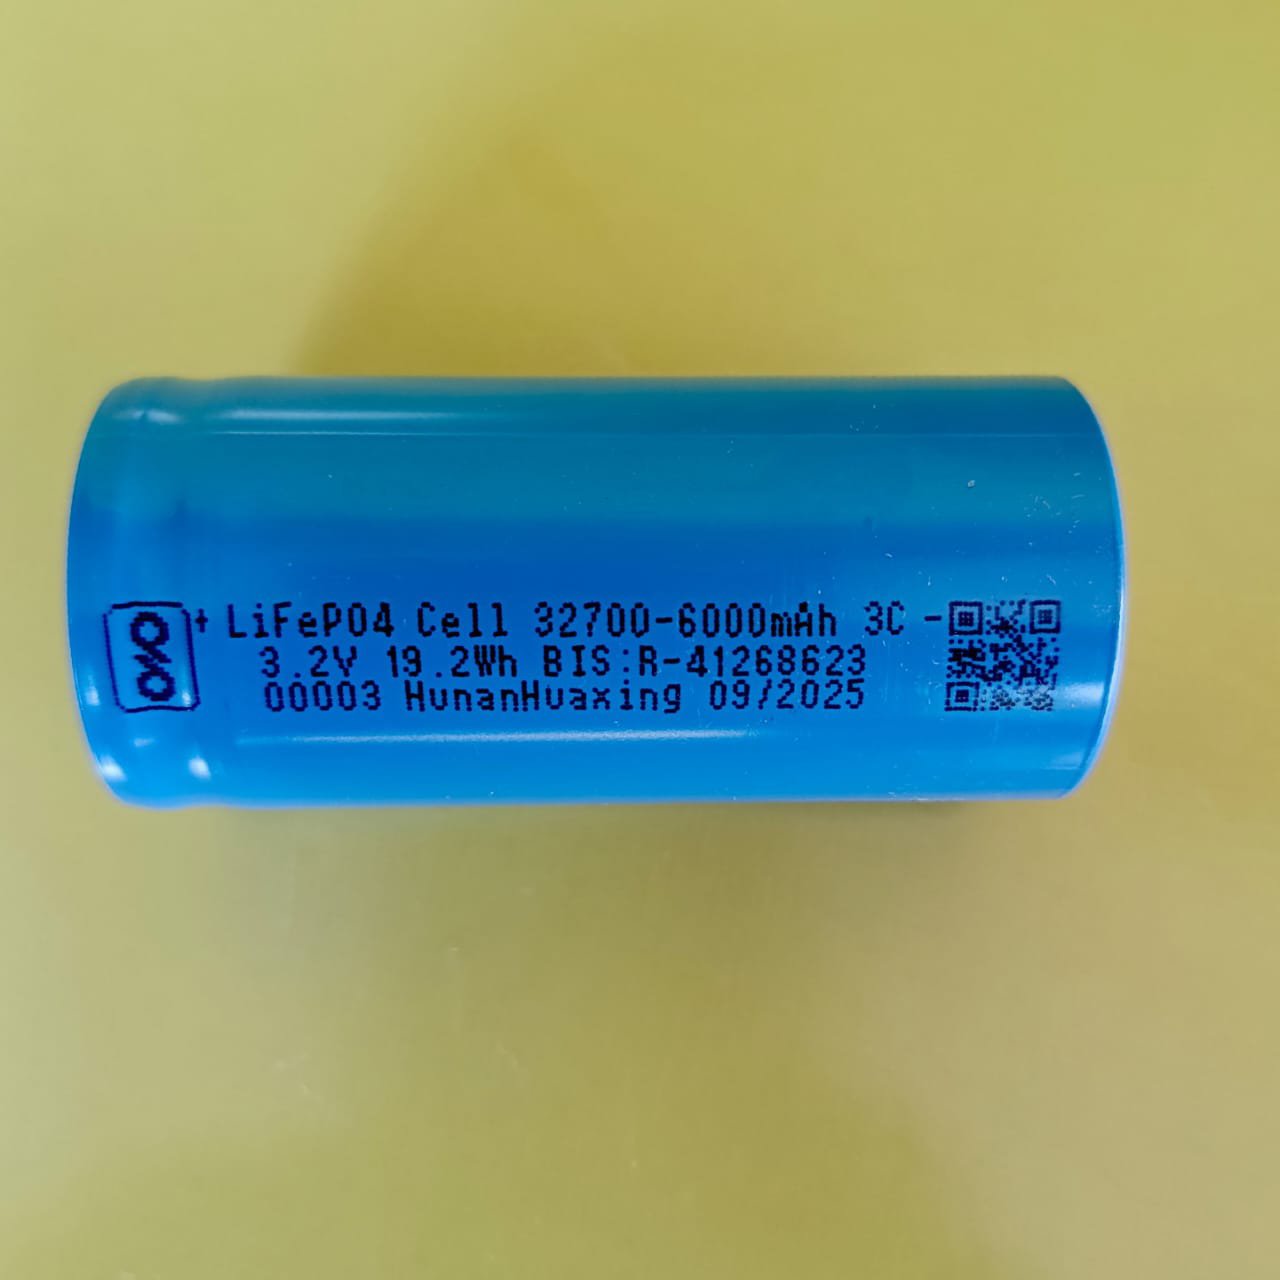 + LiFePO4 Cell 32700-6000mAh 3C -
3.2V 19.2Wh BIS:R-41268623
00003 HunanHuaxing 09/2025